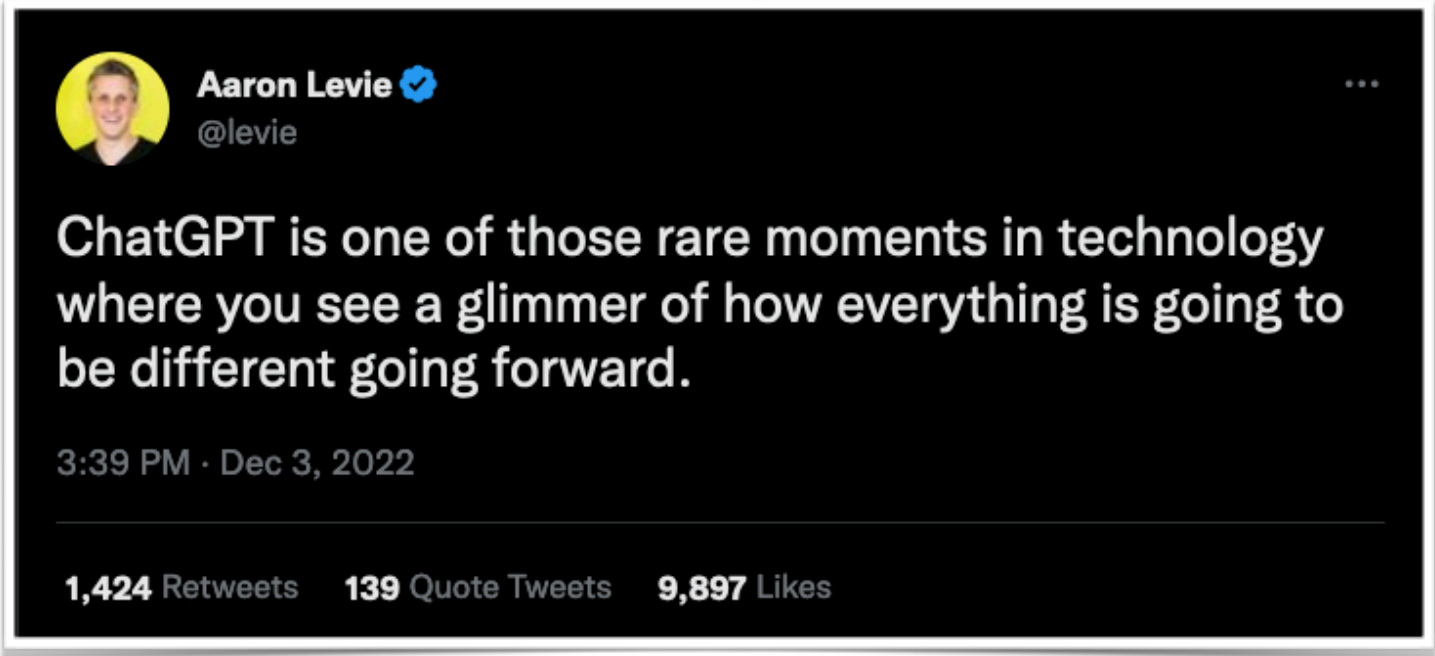 Aaron Levie
@levie
ChatGPT is one of those rare moments in technology
where you see a glimmer of how everything is going to
be different going forward.
3:39 PM · Dec 3, 2022
1,424 Retweets 139 Quote Tweets 9,897 Likes